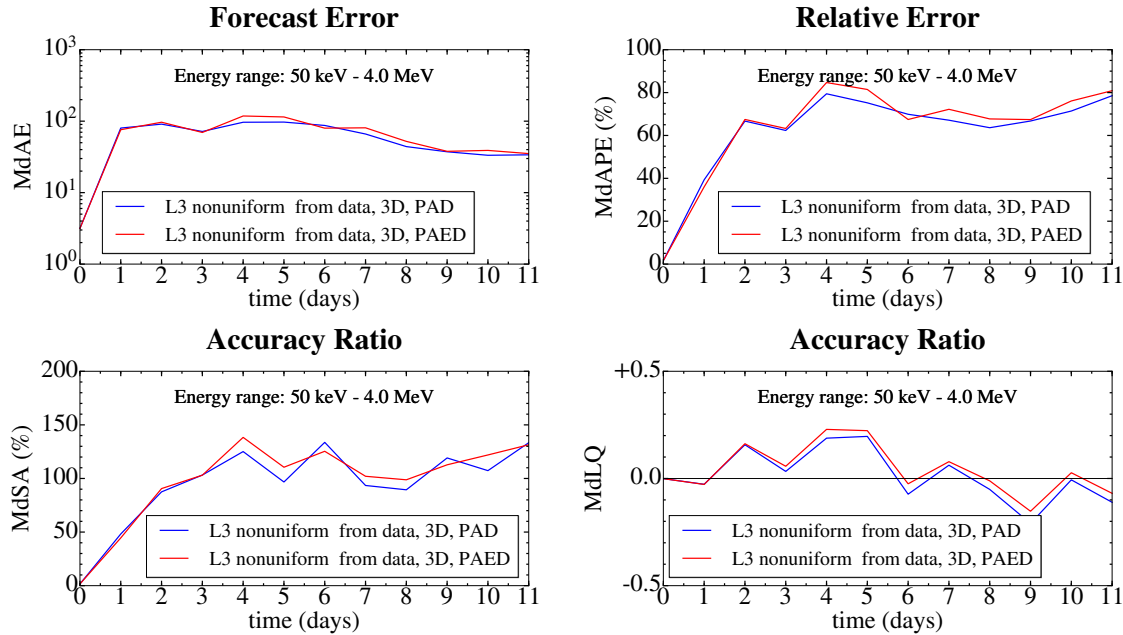 Forecast Error
10^3
10^2
10^1
10^0
MdAE
Energy range: 50 keV - 4.0 MeV
L3 nonuniform from data, 3D, PAD
L3 nonuniform from data, 3D, PAED
0 1 2 3 4 5 6 7 8 9 10 11
time (days)
Relative Error
100
80
60
40
20
0
MdAPE (%)
Energy range: 50 keV - 4.0 MeV
L3 nonuniform from data, 3D, PAD
L3 nonuniform from data, 3D, PAED
0 1 2 3 4 5 6 7 8 9 10 11
time (days)
Accuracy Ratio
200
150
100
50
0
MdSA (%)
Energy range: 50 keV - 4.0 MeV
L3 nonuniform from data, 3D, PAD
L3 nonuniform from data, 3D, PAED
0 1 2 3 4 5 6 7 8 9 10 11
time (days)
Accuracy Ratio
+0.5
0.0
-0.5
MdLQ
Energy range: 50 keV - 4.0 MeV
L3 nonuniform from data, 3D, PAD
L3 nonuniform from data, 3D, PAED
0 1 2 3 4 5 6 7 8 9 10 11
time (days)